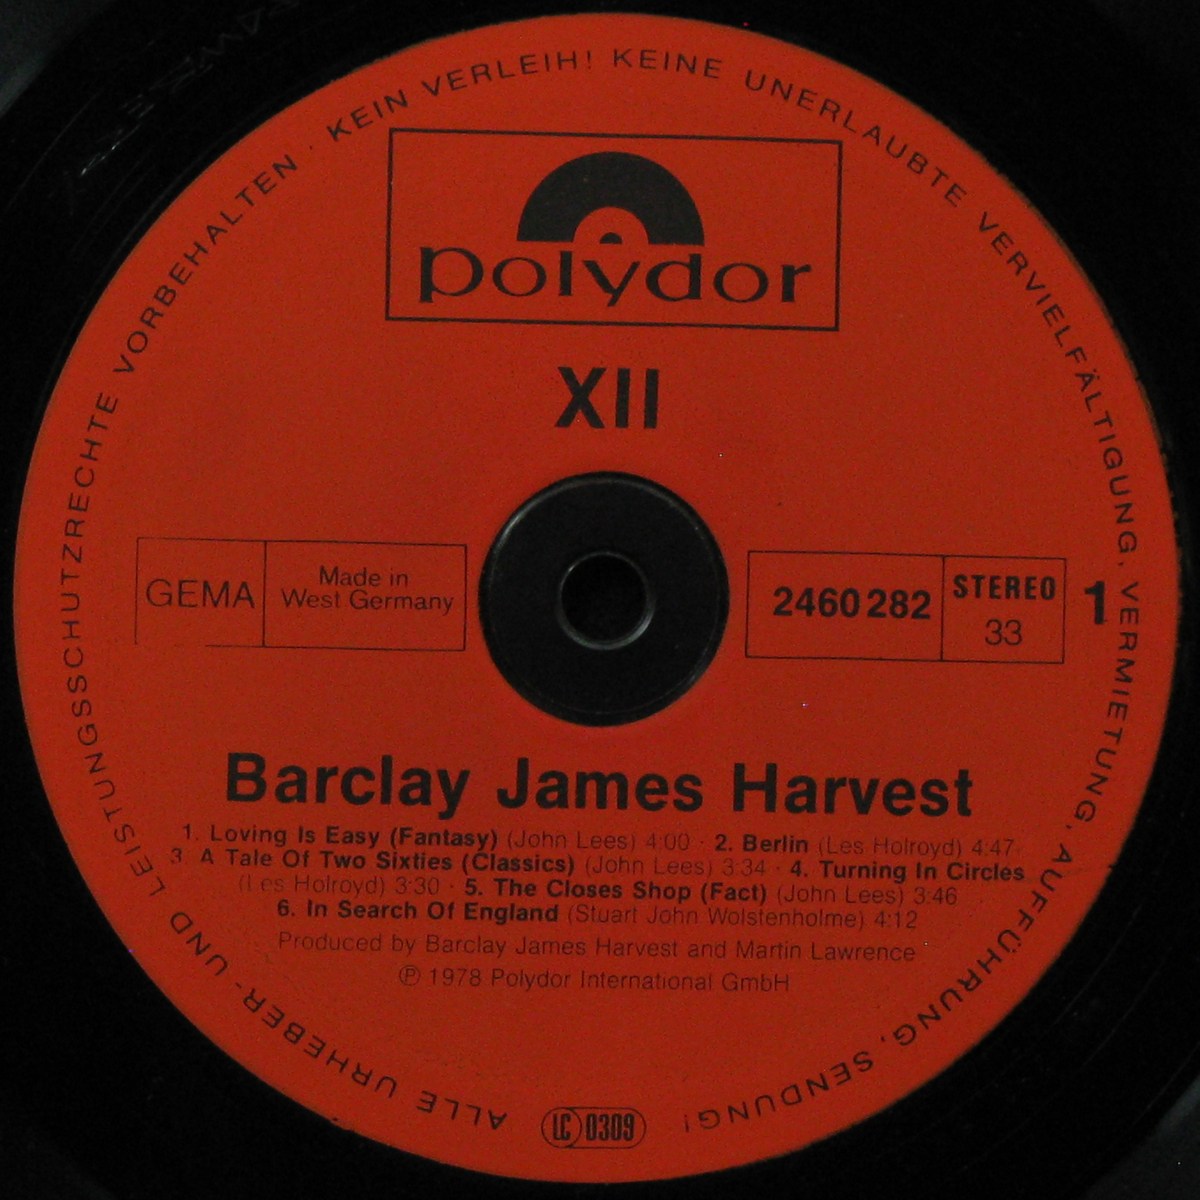 ALLE URHEBER- UND LEISTUNGSSCHUTZRECHTE VORBEHALTEN · KEIN VERLEIH! KEINE UNERLAUBTE VERVIELFÄLTIGUNG, VERMIETUNG, AUFFÜHRUNG, SENDUNG!
polydor
XII
GEMA
Made in
West Germany
2460 282
STEREO
33
1
Barclay James Harvest
1. Loving Is Easy (Fantasy) (John Lees) 4:00 · 2. Berlin (Les Holroyd) 4:47·
3 A Tale Of Two Sixties (Classics) (John Lees) 3:34 · 4. Turning In Circles
(Les Holroyd) 3:30 · 5. The Closes Shop (Fact) (John Lees) 3:46
6. In Search Of England (Stuart John Wolstenholme) 4:12
Produced by Barclay James Harvest and Martin Lawrence
℗ 1978 Polydor International GmbH
LC 0309